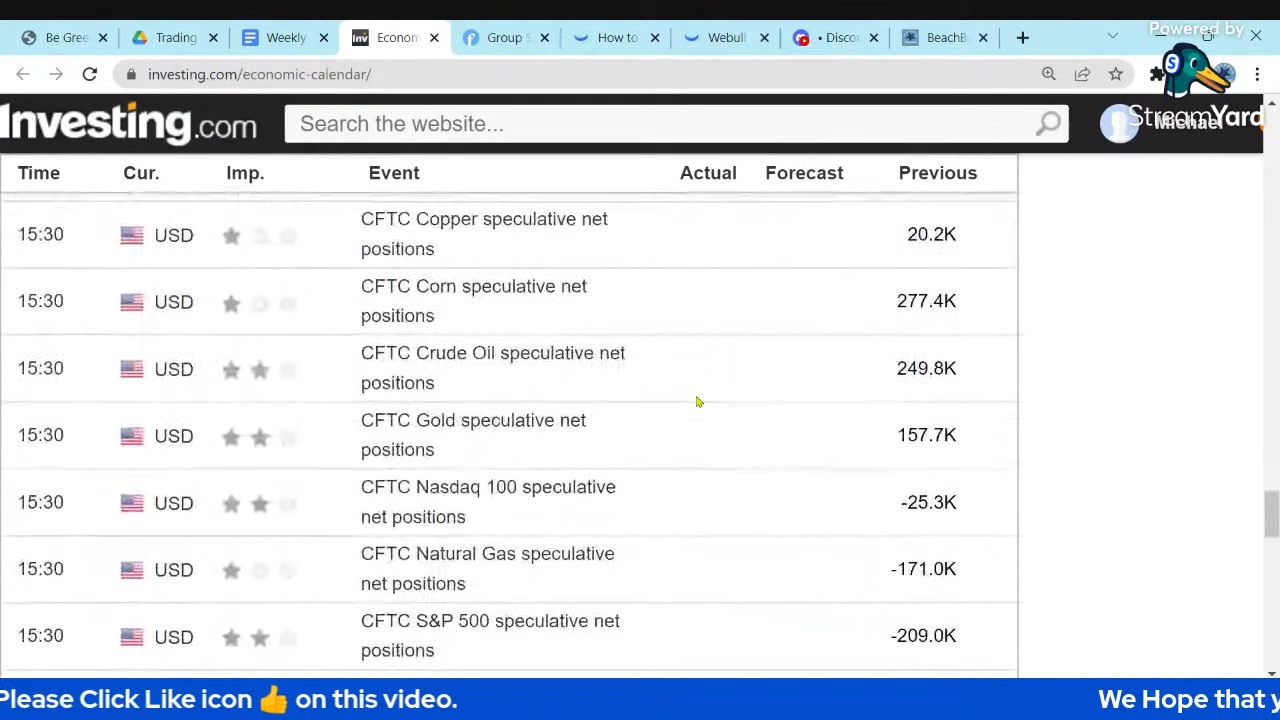 Powered by
Be Gree
Trading
Weekly
Inv
Econom
Group S
How to
Webull
• Discor
BeachB
investing.com/economic-calendar/
StreamYard
Investing.com
Search the website...
Michael
Time Cur. Imp. Event Actual Forecast Previous
15:30 USD CFTC Copper speculative net positions 20.2K
15:30 USD CFTC Corn speculative net positions 277.4K
15:30 USD CFTC Crude Oil speculative net positions 249.8K
15:30 USD CFTC Gold speculative net positions 157.7K
15:30 USD CFTC Nasdaq 100 speculative net positions -25.3K
15:30 USD CFTC Natural Gas speculative net positions -171.0K
15:30 USD CFTC S&P 500 speculative net positions -209.0K
Please Click Like icon 👍 on this video.
We Hope that y